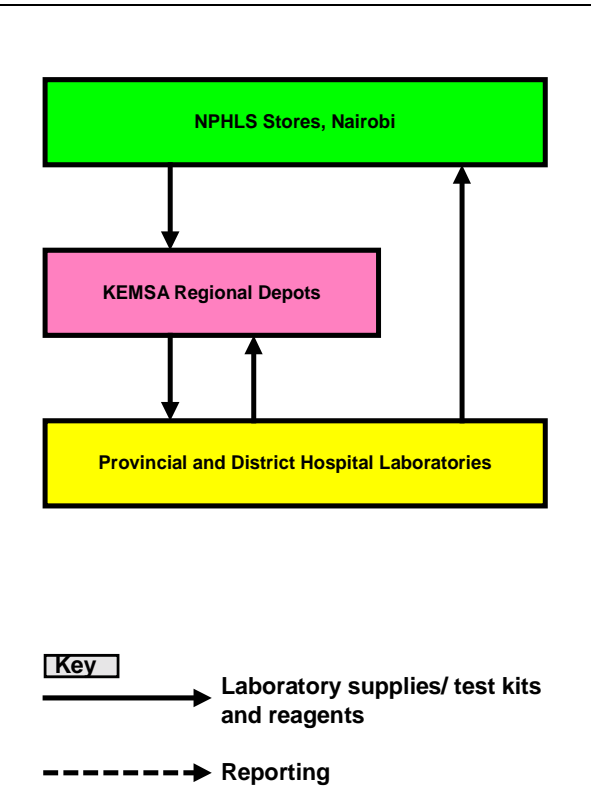 NPHLS Stores, Nairobi
KEMSA Regional Depots
Provincial and District Hospital Laboratories
Key
Laboratory supplies/ test kits
and reagents
Reporting